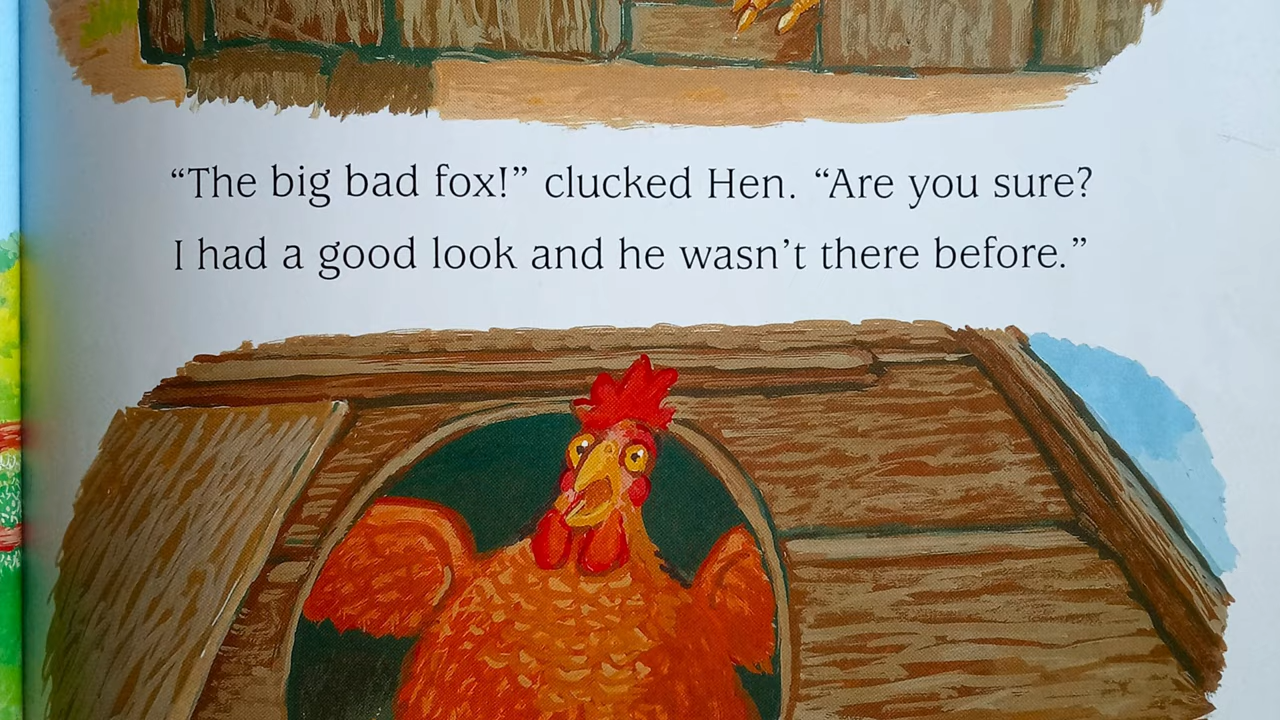 “The big bad fox!” clucked Hen. “Are you sure?
I had a good look and he wasn’t there before.”